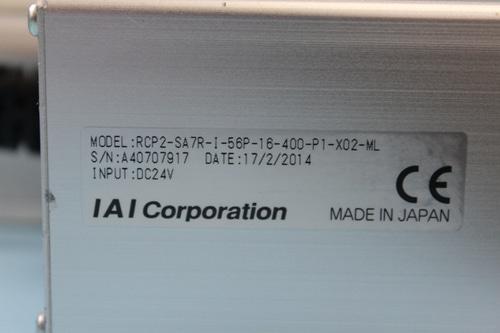 MODEL:RCP2-SA7R-I-56P-16-400-P1-X02-ML
S/N:A40707917 DATE:17/2/2014
INPUT:DC24V
CE
IAI Corporation
MADE IN JAPAN